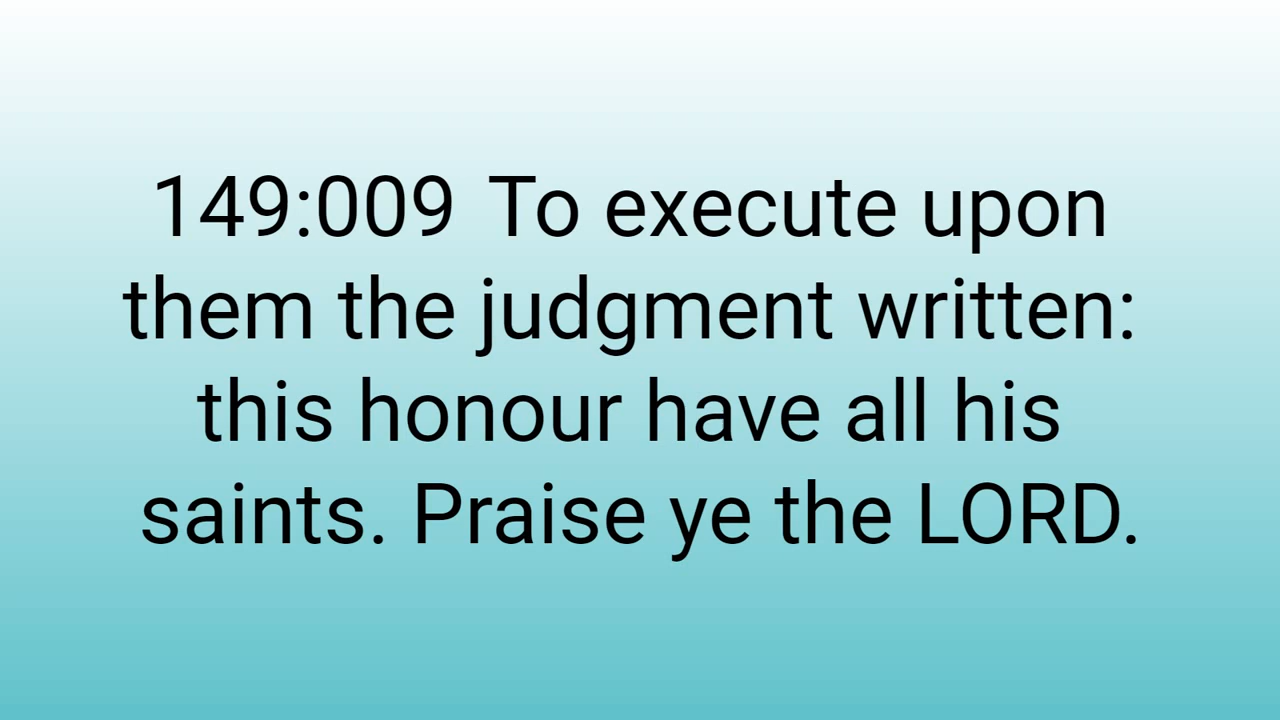 149:009 To execute upon
them the judgment written:
this honour have all his
saints. Praise ye the LORD.